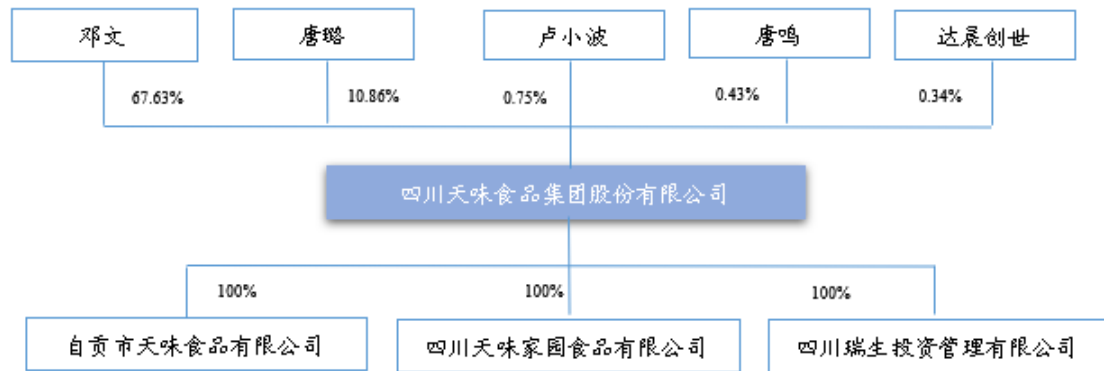 邓文
唐璐
卢小波
唐鸣
达晨创世
67.63%
10.86%
0.75%
0.43%
0.34%
四川天味食品集团股份有限公司
100%
100%
100%
自贡市天味食品有限公司
四川天味家园食品有限公司
四川瑞生投资管理有限公司